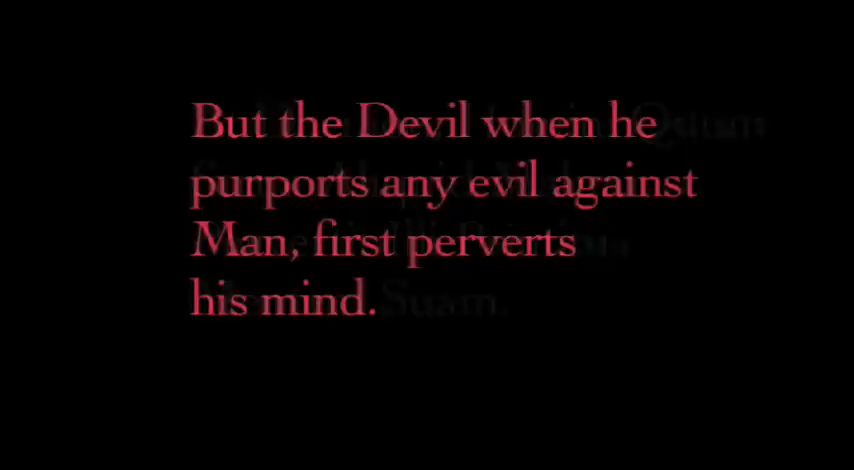 But the Devil when he
purports any evil against
Man, first perverts
his mind.